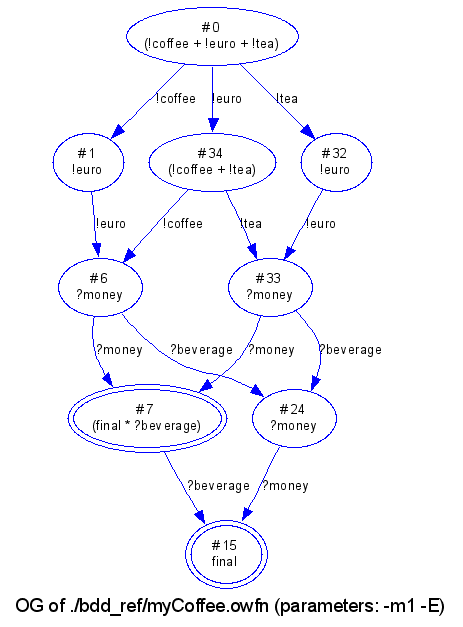 #0
(!coffee + !euro + !tea)
!coffee
!euro
!tea
#1
!euro
#34
(!coffee + !tea)
#32
!euro
!euro
!coffee
!tea
!euro
#6
?money
#33
?money
?money
?beverage
?money
?beverage
#7
(final * ?beverage)
#24
?money
?beverage
?money
#15
final
OG of ./bdd_ref/myCoffee.owfn (parameters: -m1 -E)